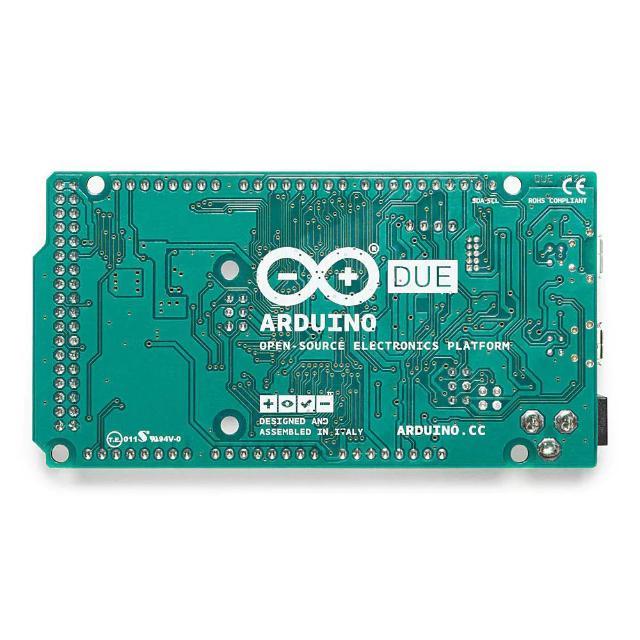 DUE
CE
SDA SCL
ROHS COMPLIANT
®
DUE
ARDUINO
OPEN-SOURCE ELECTRONICS PLATFORM
DESIGNED AND
ASSEMBLED IN ITALY
ARDUINO.CC
T.E. 011 94V-0